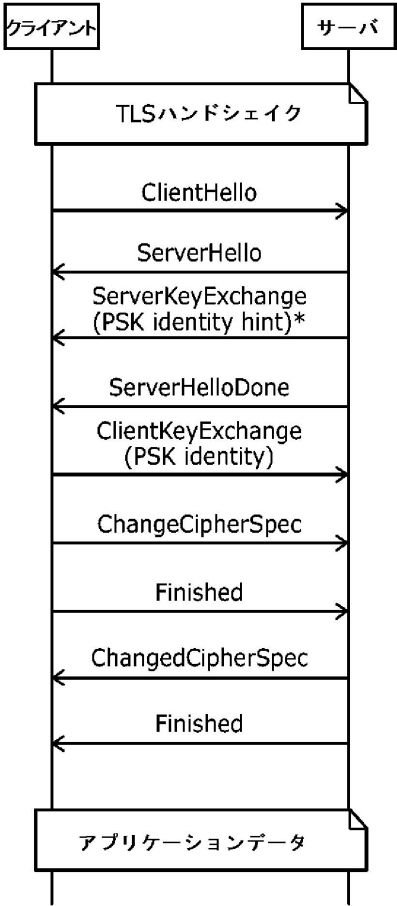 クライアント
サーバ
TLSハンドシェイク
ClientHello
ServerHello
ServerKeyExchange
(PSK identity hint)*
ServerHelloDone
ClientKeyExchange
(PSK identity)
ChangeCipherSpec
Finished
ChangedCipherSpec
Finished
アプリケーションデータ